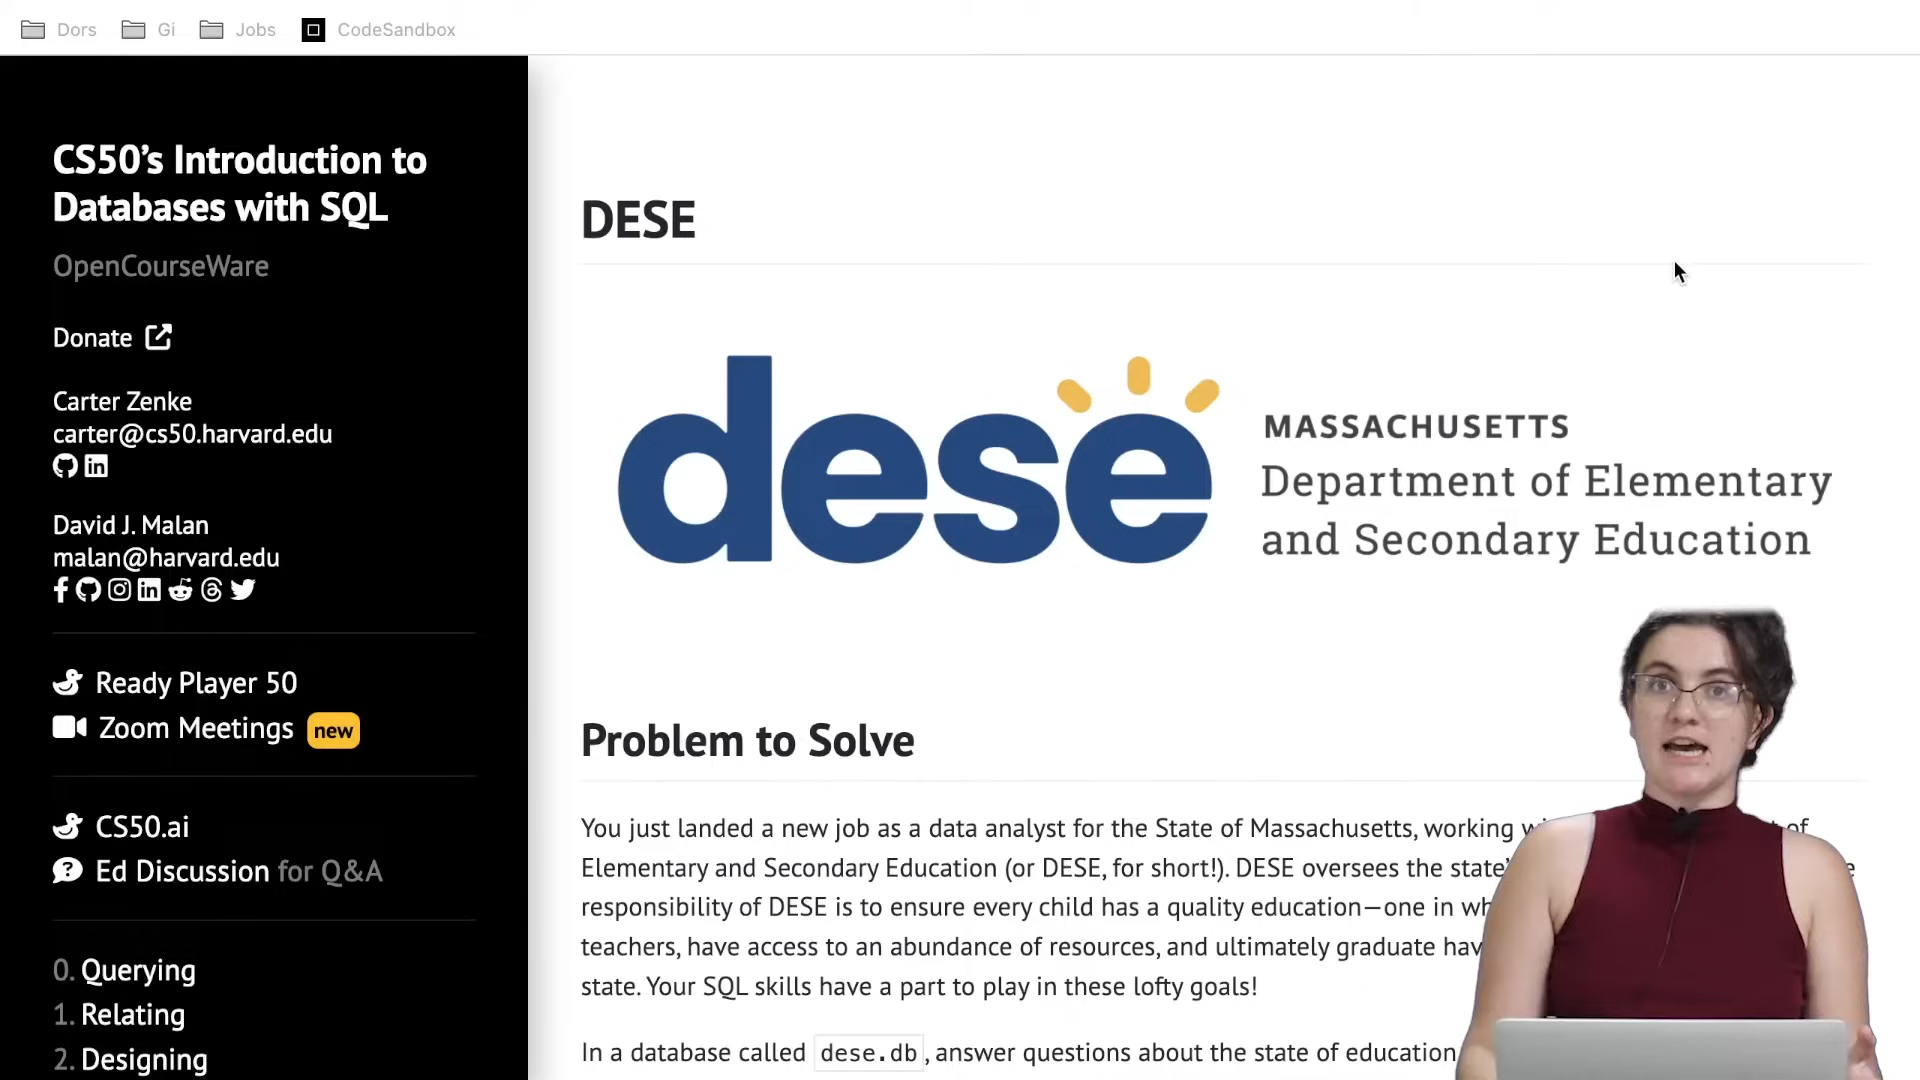 Dors
Gi
Jobs
CodeSandbox
CS50’s Introduction to
Databases with SQL
OpenCourseWare
Donate
Carter Zenke
carter@cs50.harvard.edu
David J. Malan
malan@harvard.edu
Ready Player 50
Zoom Meetings new
CS50.ai
Ed Discussion for Q&A
0. Querying
1. Relating
2. Designing
DESE
dese
MASSACHUSETTS
Department of Elementary
and Secondary Education
Problem to Solve
You just landed a new job as a data analyst for the State of Massachusetts, working of
Elementary and Secondary Education (or DESE, for short!). DESE oversees the state’
responsibility of DESE is to ensure every child has a quality education—one in
teachers, have access to an abundance of resources, and ultimately graduate
state. Your SQL skills have a part to play in these lofty goals!
In a database called dese.db, answer questions about the state of education